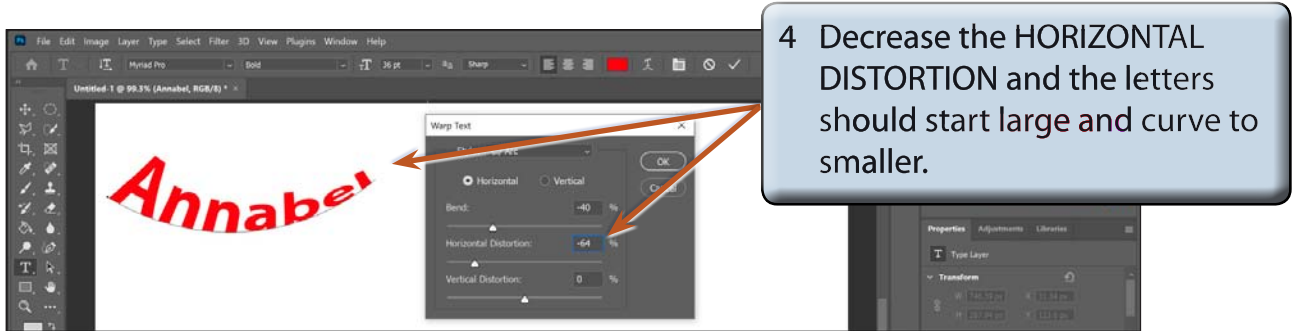 4 Decrease the HORIZONTAL
DISTORTION and the letters
should start large and curve to
smaller.
File Edit Image Layer Type Select Filter 3D View Plugins Window Help
T Myriad Pro Bold 36 pt Sharp
Untitled-1 @ 99.3% (Annabel, RGB/8) *
Annabel
Warp Text
OK
Horizontal Vertical
Bend: -40 %
Horizontal Distortion: -64 %
Vertical Distortion: 0 %
Properties Adjustments Libraries
T Type Layer
Transform